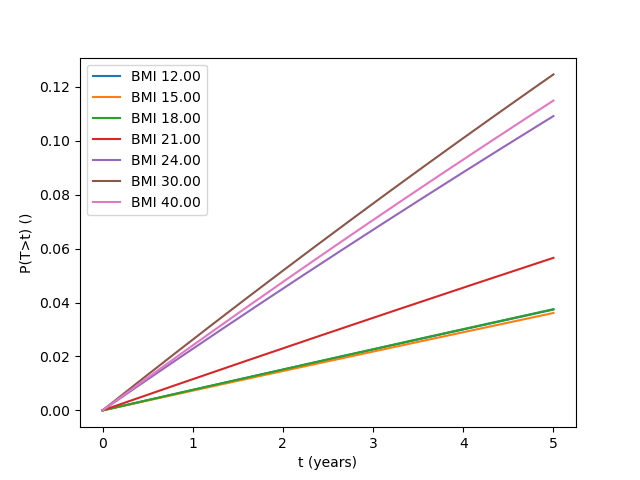 BMI 12.00
BMI 15.00
BMI 18.00
BMI 21.00
BMI 24.00
BMI 30.00
BMI 40.00
0.12
0.10
0.08
0.06
0.04
0.02
0.00
P(T>t) ()
0 1 2 3 4 5
t (years)